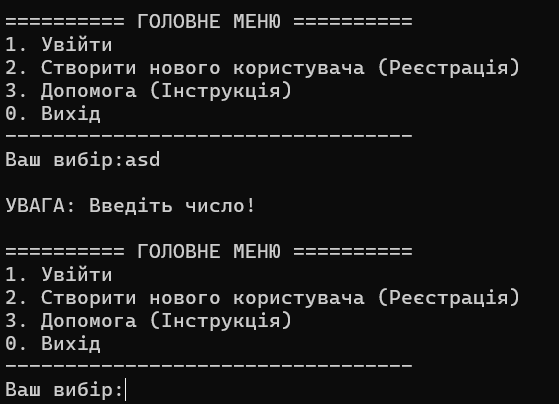 ========== ГОЛОВНЕ МЕНЮ ==========
1. Увійти
2. Створити нового користувача (Реєстрація)
3. Допомога (Інструкція)
0. Вихід
----------------------------------
Ваш вибір:asd
УВАГА: Введіть число!
========== ГОЛОВНЕ МЕНЮ ==========
1. Увійти
2. Створити нового користувача (Реєстрація)
3. Допомога (Інструкція)
0. Вихід
----------------------------------
Ваш вибір: